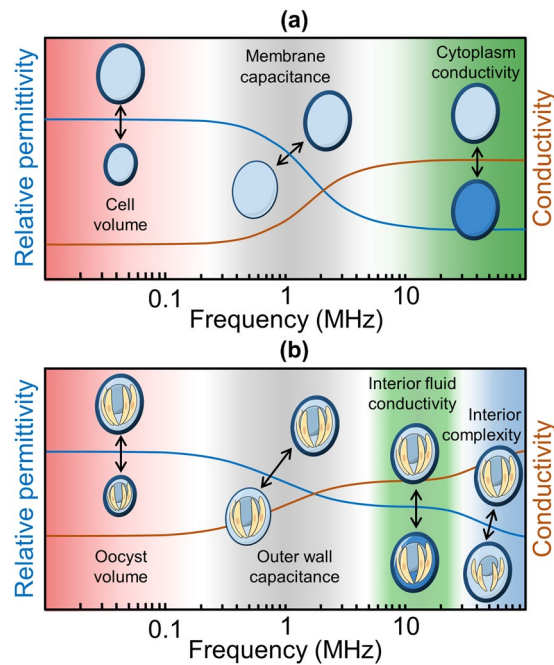 (a)
Relative permittivity
Membrane
capacitance
Cytoplasm
conductivity
Cell
volume
Conductivity
0.1
1
10
Frequency (MHz)
(b)
Relative permittivity
Interior fluid
conductivity
Interior
complexity
Oocyst
volume
Outer wall
capacitance
Conductivity
0.1
1
10
Frequency (MHz)